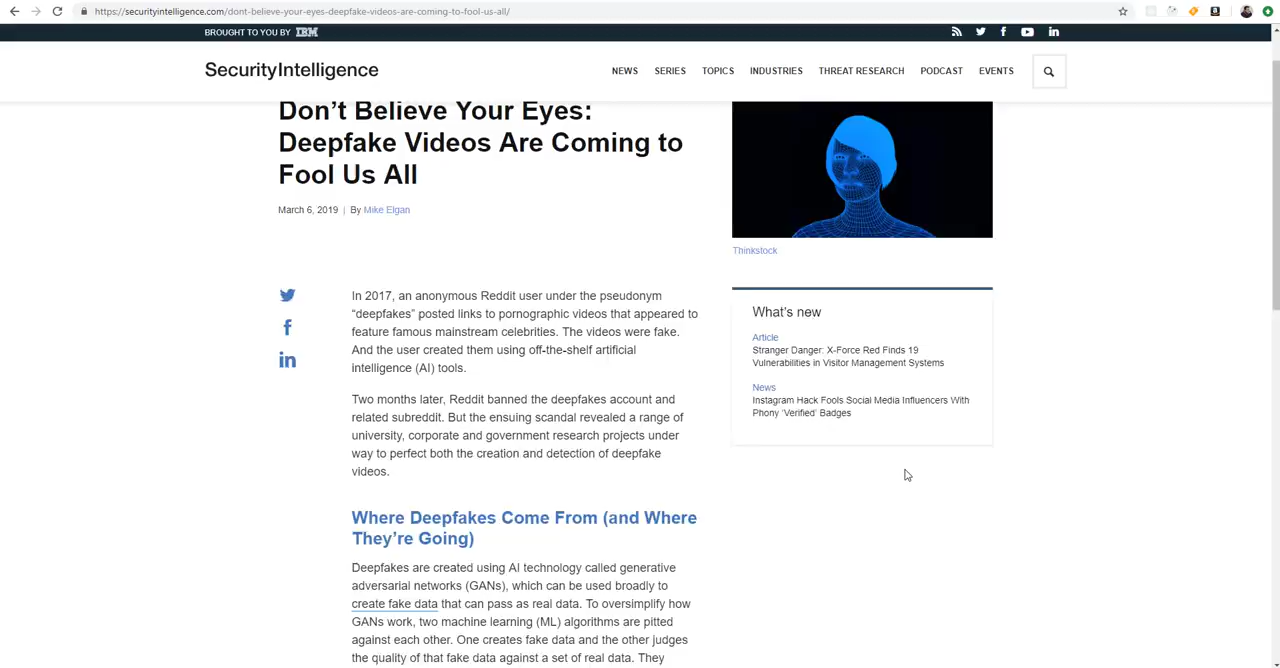 https://securityintelligence.com/dont-believe-your-eyes-deepfake-videos-are-coming-to-fool-us-all/
BROUGHT TO YOU BY IBM
SecurityIntelligence
NEWS SERIES TOPICS INDUSTRIES THREAT RESEARCH PODCAST EVENTS
Don’t Believe Your Eyes:
Deepfake Videos Are Coming to
Fool Us All
March 6, 2019 | By Mike Elgan
In 2017, an anonymous Reddit user under the pseudonym
“deepfakes” posted links to pornographic videos that appeared to
feature famous mainstream celebrities. The videos were fake.
And the user created them using off-the-shelf artificial
intelligence (AI) tools.
Two months later, Reddit banned the deepfakes account and
related subreddit. But the ensuing scandal revealed a range of
university, corporate and government research projects under
way to perfect both the creation and detection of deepfake
videos.
Where Deepfakes Come From (and Where
They’re Going)
Deepfakes are created using AI technology called generative
adversarial networks (GANs), which can be used broadly to
create fake data that can pass as real data. To oversimplify how
GANs work, two machine learning (ML) algorithms are pitted
against each other. One creates fake data and the other judges
the quality of that fake data against a set of real data. They
Thinkstock
What’s new
Article
Stranger Danger: X-Force Red Finds 19
Vulnerabilities in Visitor Management Systems
News
Instagram Hack Fools Social Media Influencers With
Phony ‘Verified’ Badges